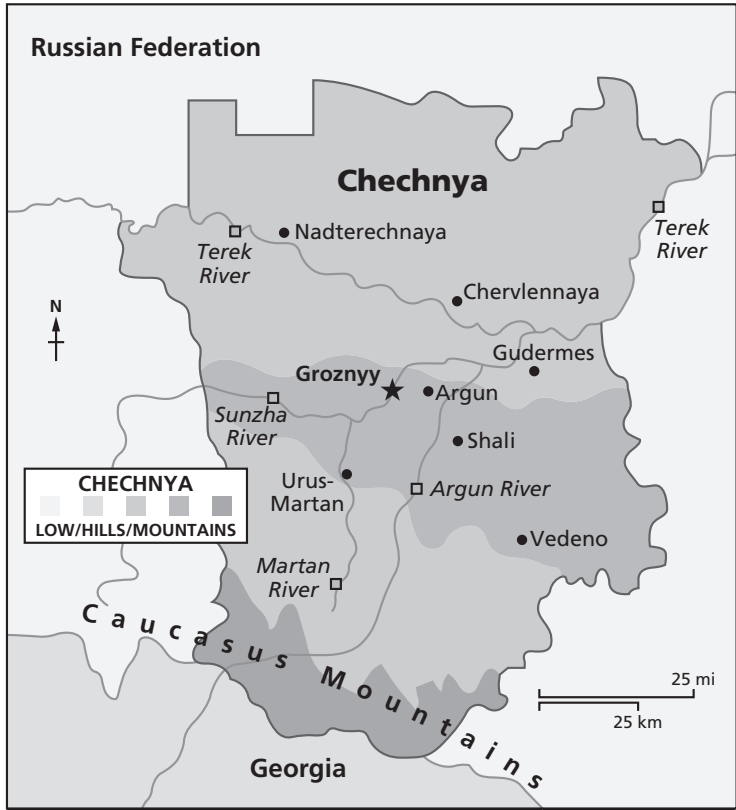 Russian Federation
Chechnya
Nadterechnaya
Terek
River
Terek
River
Chervlennaya
N
Gudermes
Groznyy
Argun
Sunzha
River
Shali
CHECHNYA
LOW/HILLS/MOUNTAINS
Urus-
Martan
Argun River
Vedeno
Martan
River
Caucasus Mountains
25 mi
25 km
Georgia